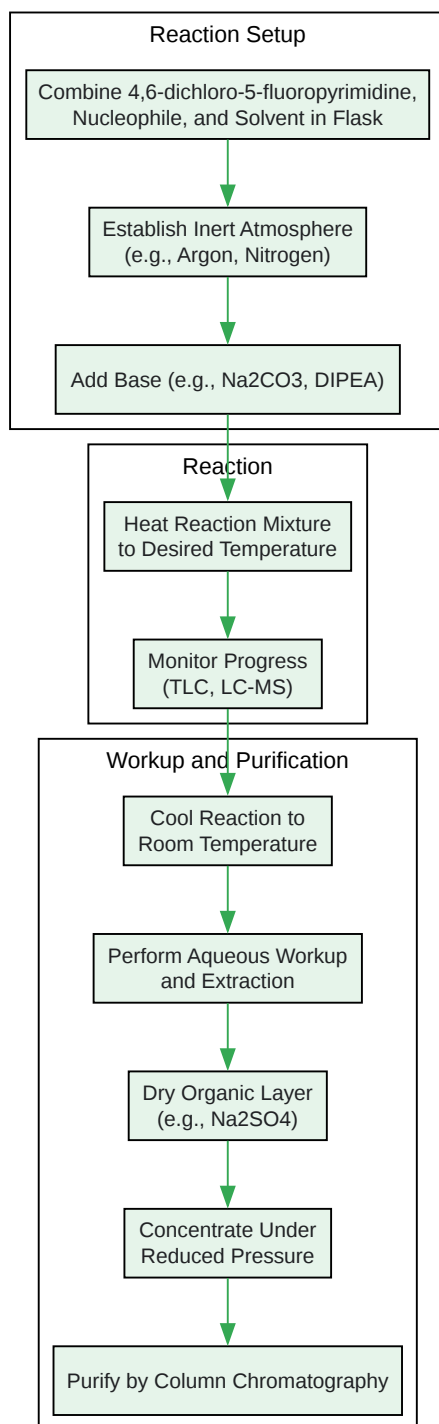 Reaction Setup
Combine 4,6-dichloro-5-fluoropyrimidine,
Nucleophile, and Solvent in Flask
Establish Inert Atmosphere
(e.g., Argon, Nitrogen)
Add Base (e.g., Na2CO3, DIPEA)
Reaction
Heat Reaction Mixture
to Desired Temperature
Monitor Progress
(TLC, LC-MS)
Workup and Purification
Cool Reaction to
Room Temperature
Perform Aqueous Workup
and Extraction
Dry Organic Layer
(e.g., Na2SO4)
Concentrate Under
Reduced Pressure
Purify by Column Chromatography